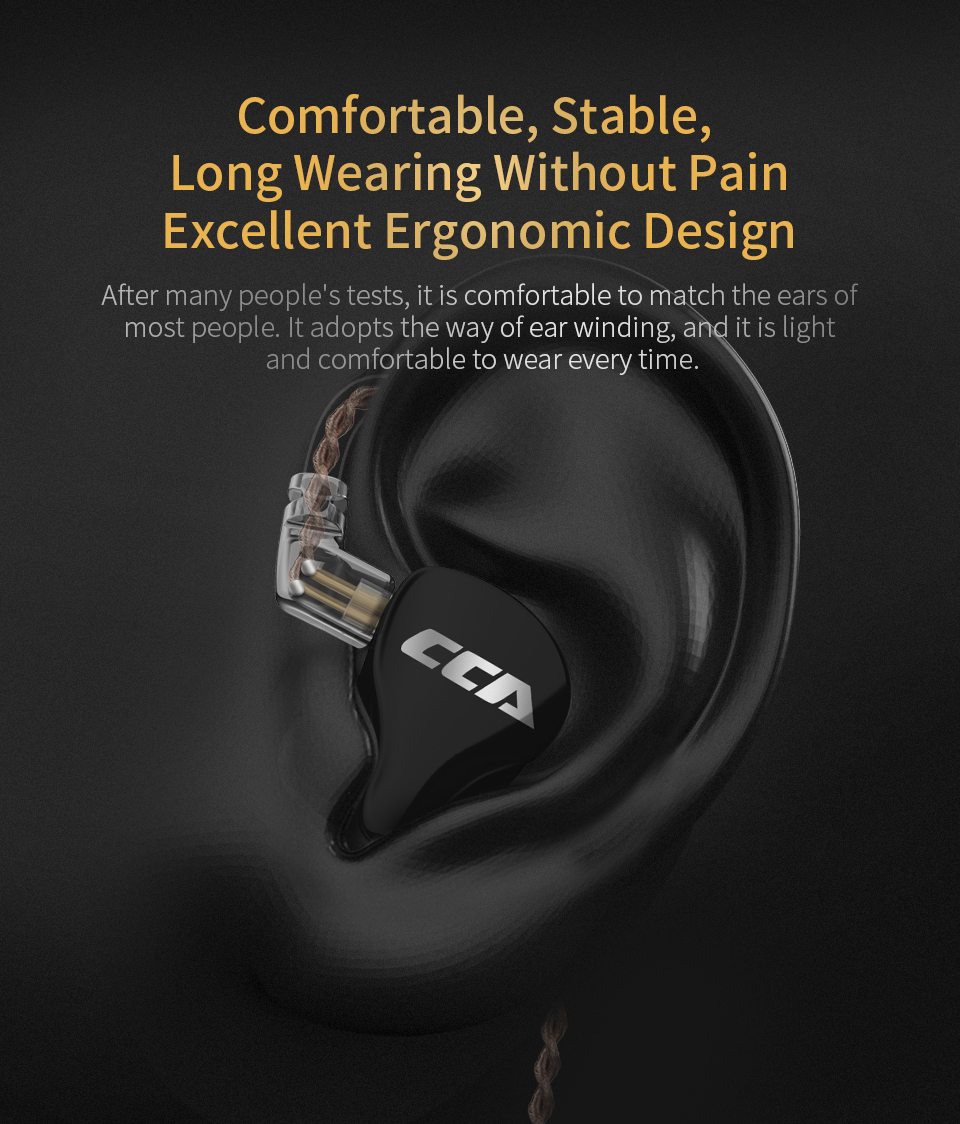 Comfortable, Stable,
Long Wearing Without Pain
Excellent Ergonomic Design
After many people's tests, it is comfortable to match the ears of
most people. It adopts the way of ear winding, and it is light
and comfortable to wear every time.
CCA